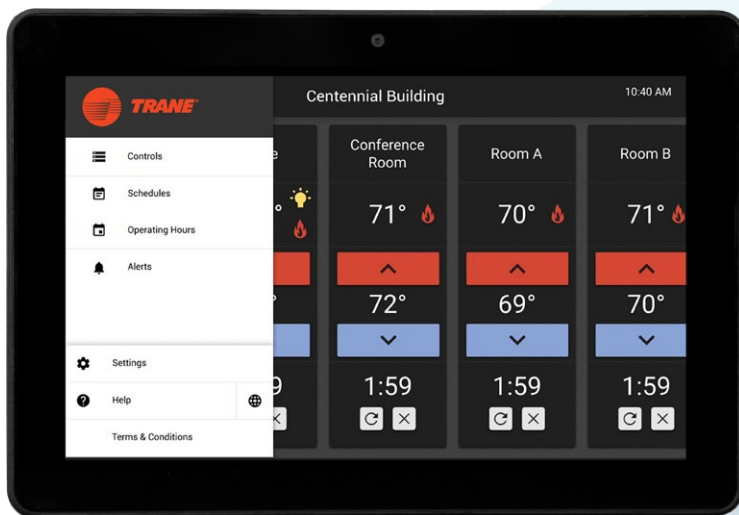 TRANE®
Centennial Building
10:40 AM
Controls
Schedules
Operating Hours
Alerts
Settings
Help
Terms & Conditions
Conference
Room
71°
72°
1:59
Room A
70°
69°
1:59
Room B
71°
70°
1:59